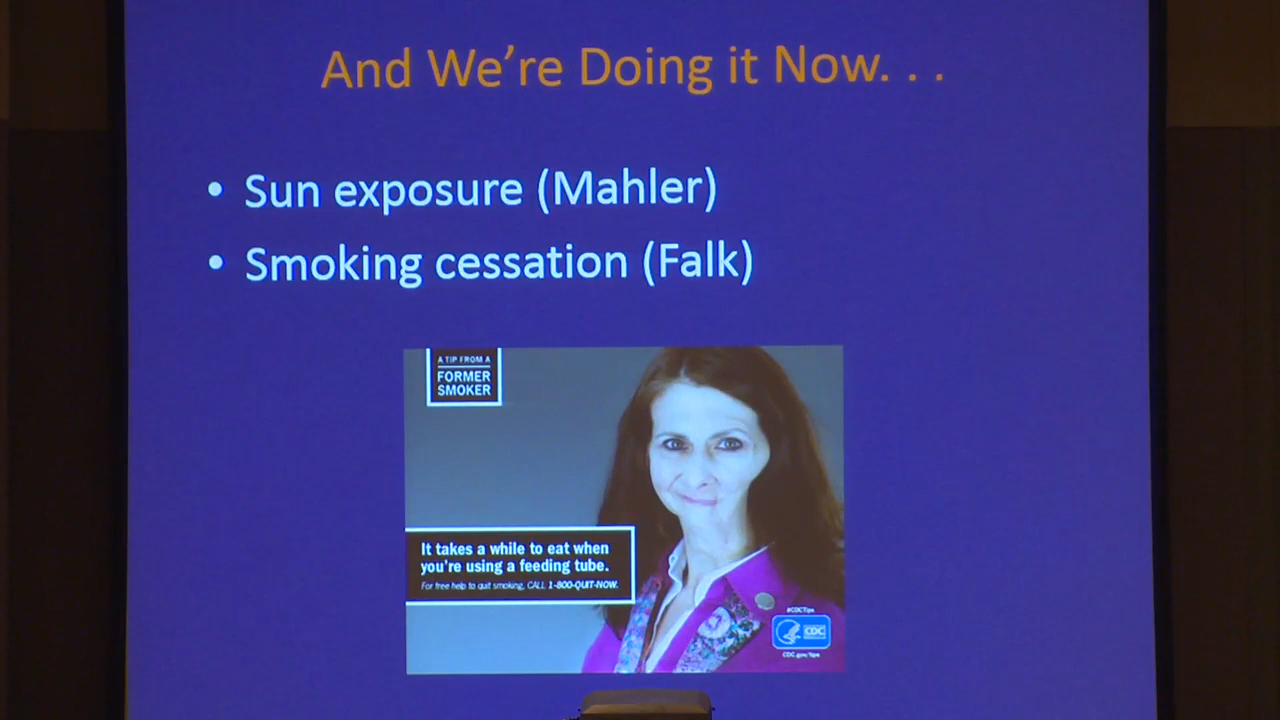 And We're Doing it Now. . .
• Sun exposure (Mahler)
• Smoking cessation (Falk)
A TIP FROM A
FORMER
SMOKER
It takes a while to eat when
you're using a feeding tube.
For free help to quit smoking, CALL 1-800-QUIT-NOW.
#CDCTips
CDC
CDC.gov/tips